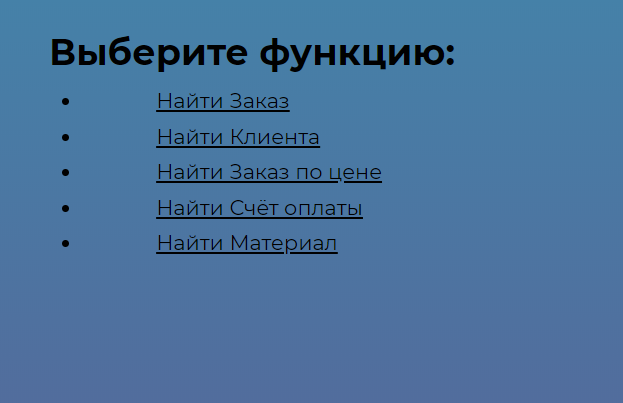 Выберите функцию:
Найти Заказ
Найти Клиента
Найти Заказ по цене
Найти Счёт оплаты
Найти Материал